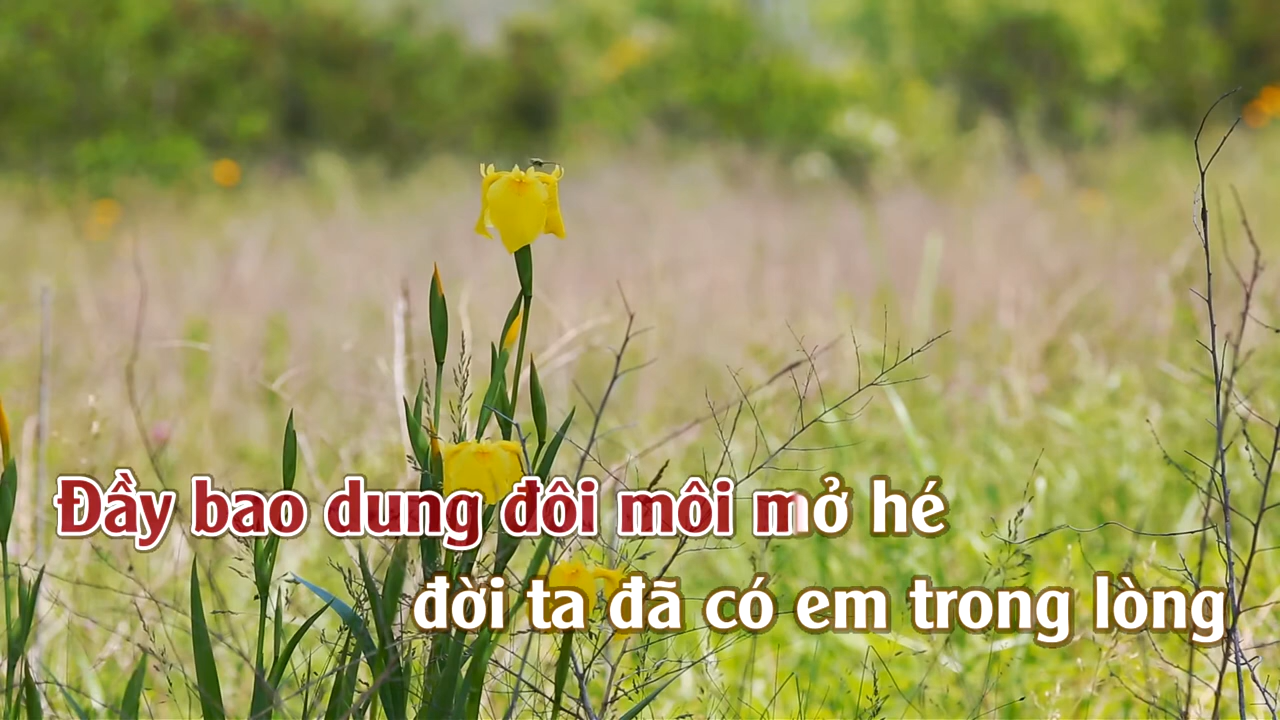 Đầy bao dung đôi môi mở hé
đời ta đã có em trong lòng